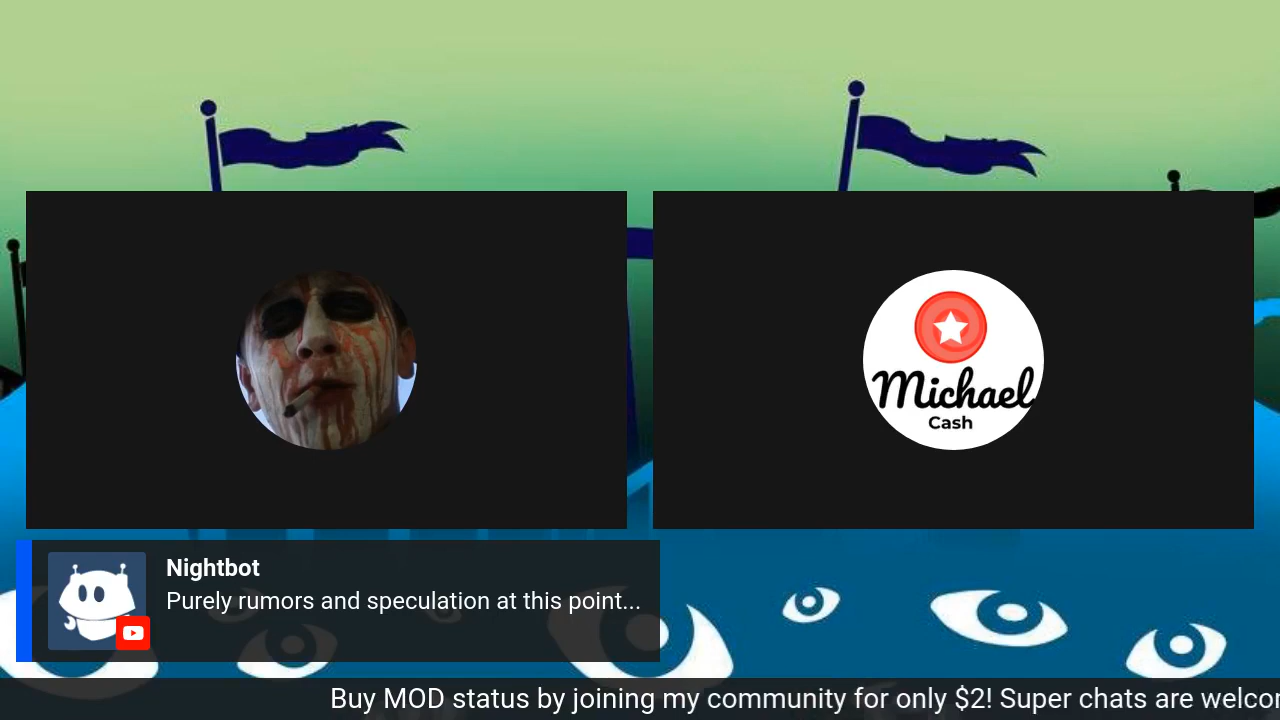 Michael
Cash
Nightbot
Purely rumors and speculation at this point...
Buy MOD status by joining my community for only $2! Super chats are welcor